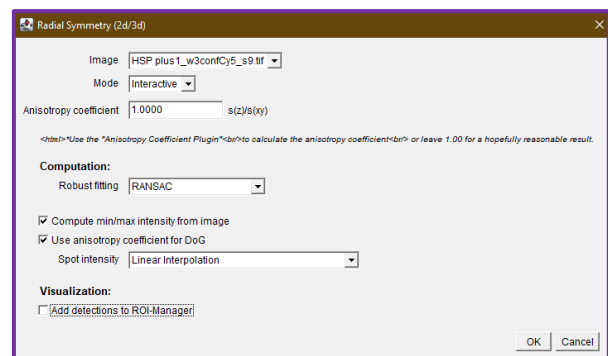 Radial Symmetry (2d/3d)
Image HSP plus1_w3confCy5_s9.tif
Mode Interactive
Anisotropy coefficient 1.0000 s(z)/s(xy)
<html>*Use the "Anisotropy Coefficient Plugin"<br/>to calculate the anisotropy coefficient<br/> or leave 1.00 for a hopefully reasonable result.
Computation:
Robust fitting RANSAC
Compute min/max intensity from image
Use anisotropy coefficient for DoG
Spot intensity Linear Interpolation
Visualization:
Add detections to ROI-Manager
OK Cancel